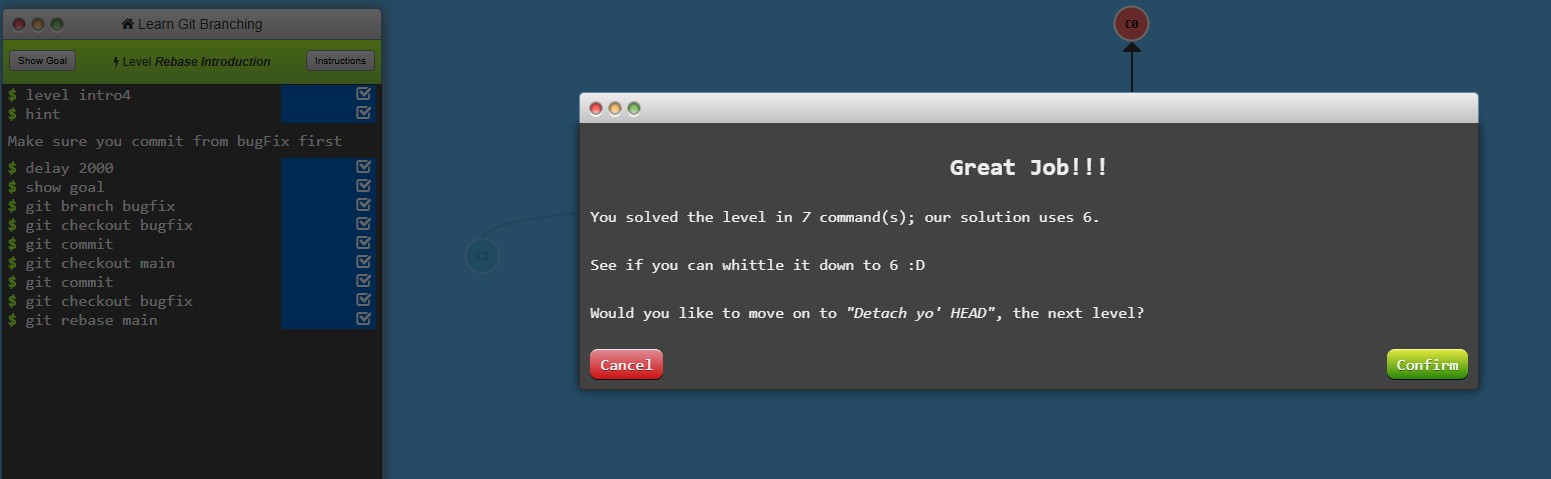 Learn Git Branching
Show Goal
Level Rebase Introduction
Instructions
$ level intro4
$ hint
Make sure you commit from bugFix first
$ delay 2000
$ show goal
$ git branch bugfix
$ git checkout bugfix
$ git commit
$ git checkout main
$ git commit
$ git checkout bugfix
$ git rebase main
C0
C2
Great Job!!!
You solved the level in 7 command(s); our solution uses 6.
See if you can whittle it down to 6 :D
Would you like to move on to "Detach yo' HEAD", the next level?
Cancel
Confirm